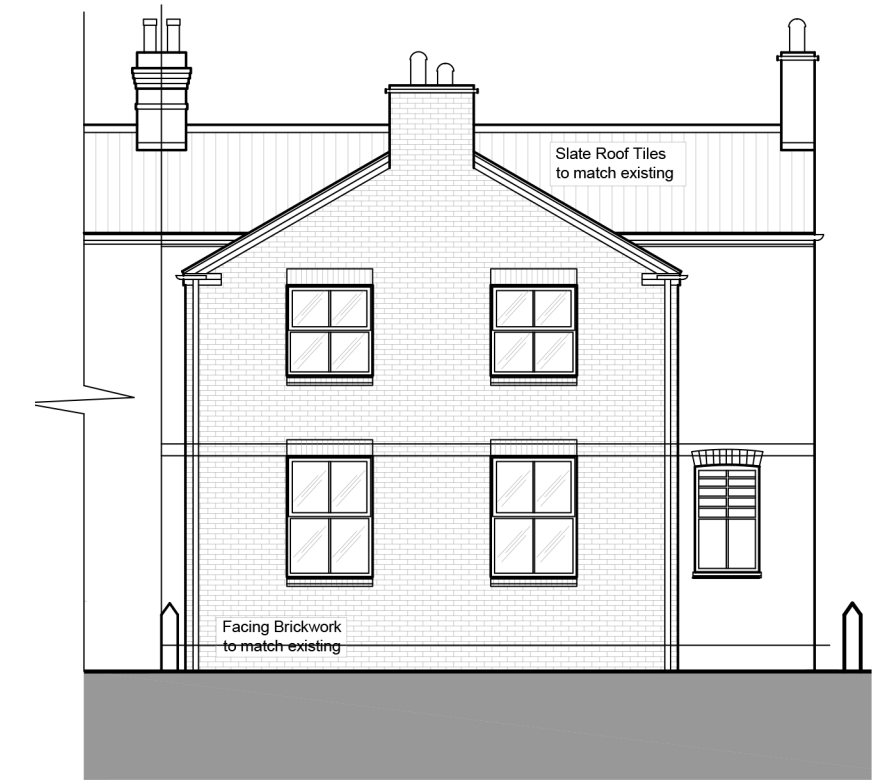 Slate Roof Tiles
to match existing
Facing Brickwork
to match existing